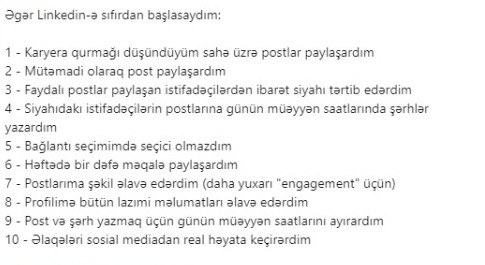 Əgər Linkedin-ə sıfırdan başlasaydım:
1 - Karyera qurmağı düşündüyüm sahə üzrə postlar paylaşardım
2 - Mütəmadi olaraq post paylaşardım
3 - Faydalı postlar paylaşan istifadəçilərdən ibarət siyahı tərtib edərdim
4 - Siyahıdakı istifadəçilərin postlarına günün müəyyən saatlarında şərhlər
yazardım
5 - Bağlantı seçimimdə seçici olmazdım
6 - Həftədə bir dəfə məqalə paylaşardım
7 - Postlarıma şəkil əlavə edərdim (daha yuxarı "engagement" üçün)
8 - Profilimə bütün lazımi məlumatları əlavə edərdim
9 - Post və şərh yazmaq üçün günün müəyyən saatlarını ayırardım
10 - Əlaqələri sosial mediadan real həyata keçirərdim